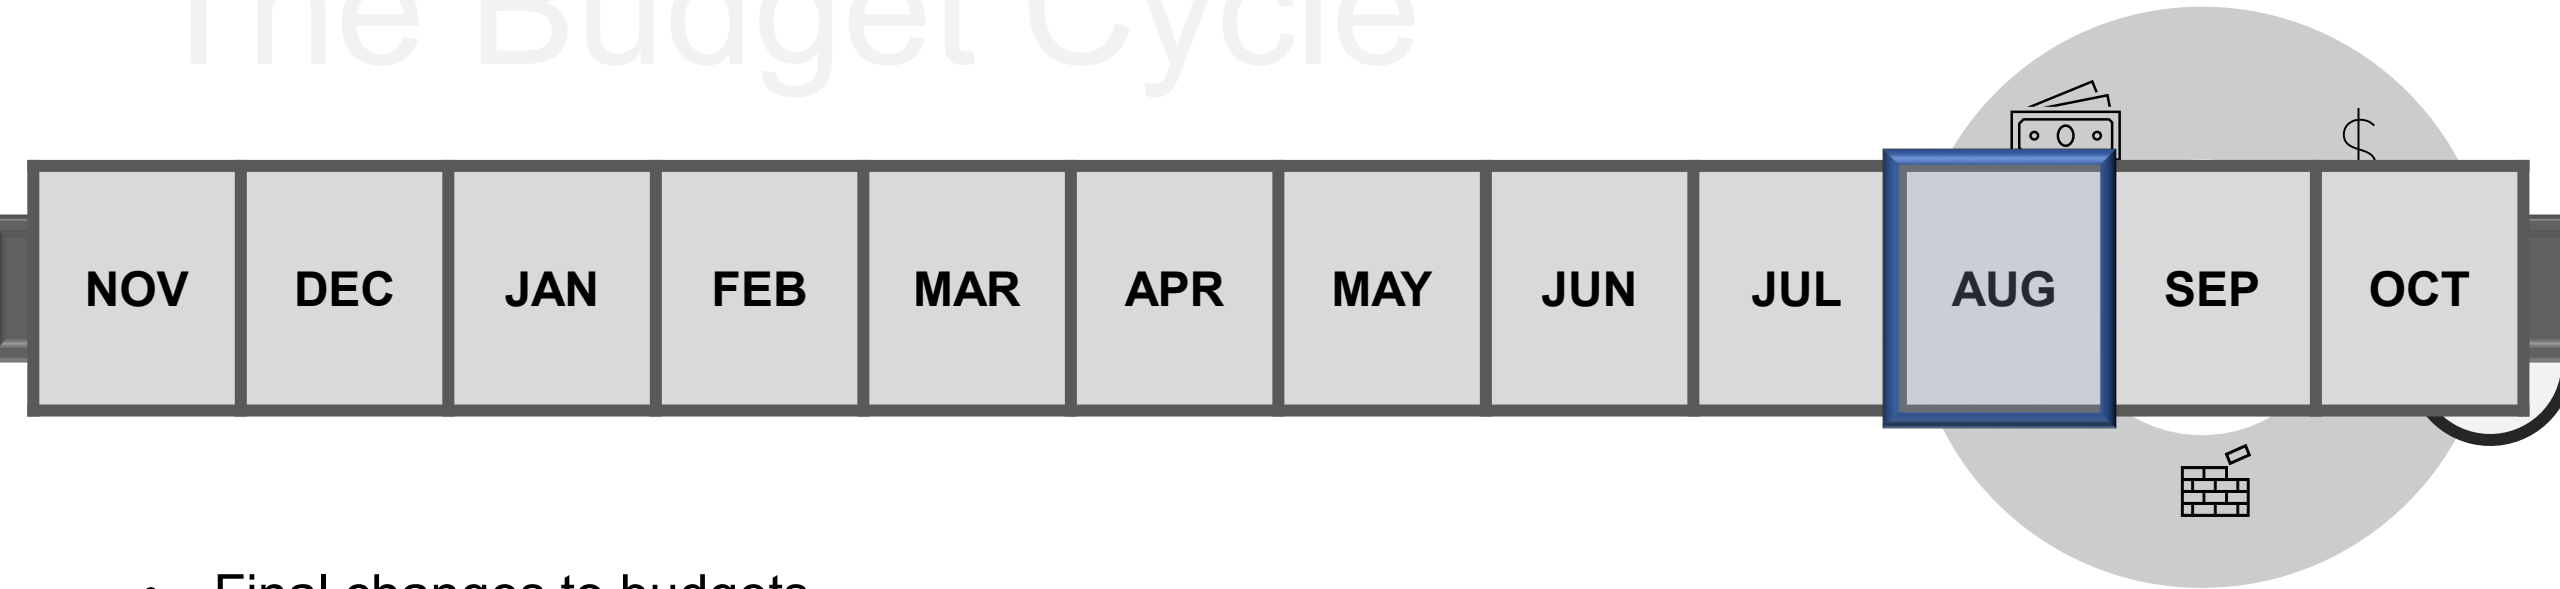 The Budget Cycle
NOV DEC JAN FEB MAR APR MAY JUN JUL AUG SEP OCT
• Final changes to budgets